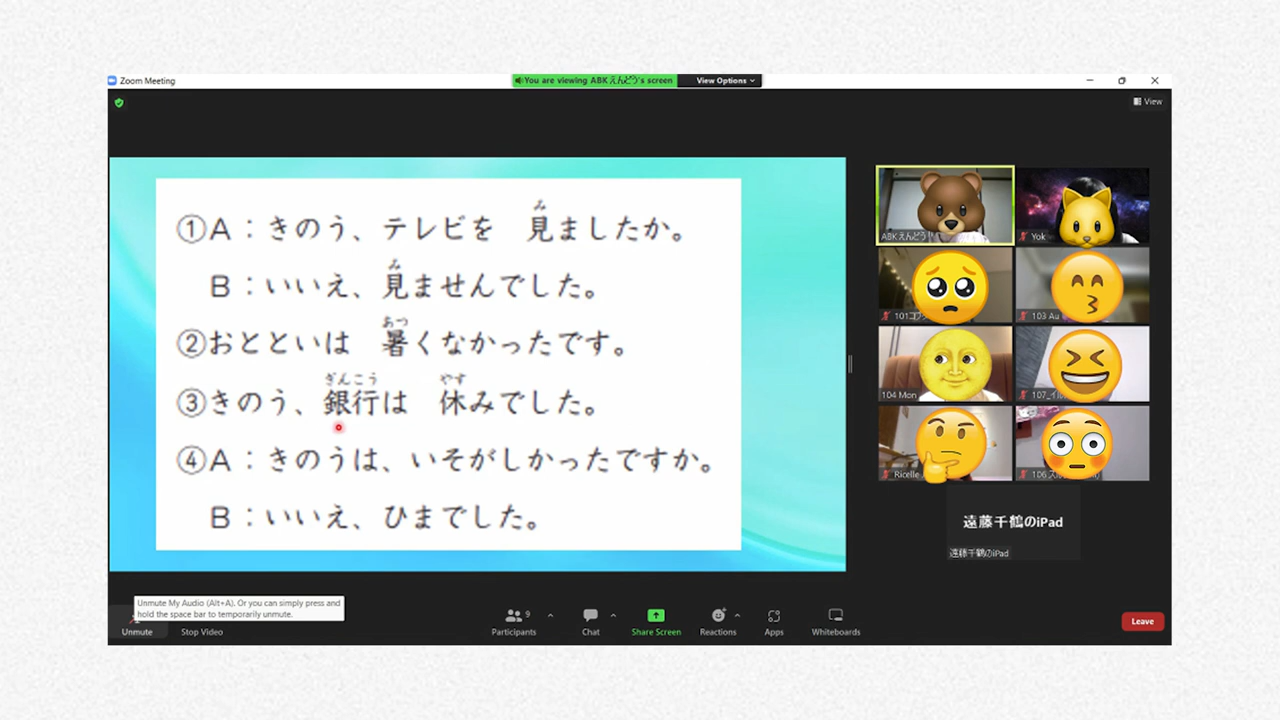 Zoom Meeting
You are viewing ABK えんどう's screen
View Options
View
①A：きのう、テレビを 見ましたか。
み
B：いいえ、見ませんでした。
み
②おとといは 暑くなかったです。
あつ
③きのう、銀行は 休みでした。
ぎんこう やす
④A：きのうは、いそがしかったですか。
B：いいえ、ひまでした。
ABK えんどう
Yok
103 Au
104 Mon
Ricelle
遠藤千鶴のiPad
遠藤千鶴のiPad
Unmute My Audio (Alt+A). Or you can simply press and
hold the space bar to temporarily unmute.
Unmute
Stop Video
Participants
9
Chat
Share Screen
Reactions
Apps
Whiteboards
Leave